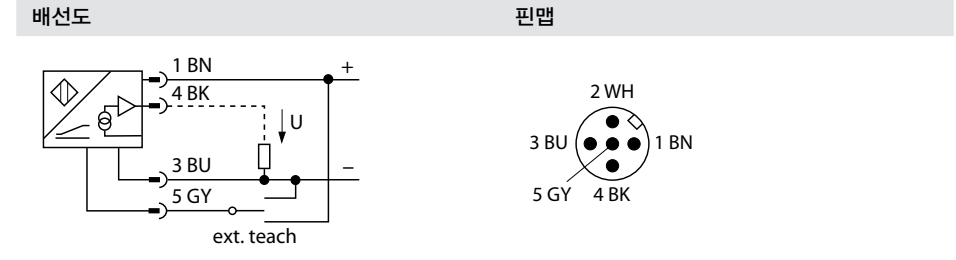 배선도
핀맵
1 BN
+
4 BK
U
3 BU
–
5 GY
ext. teach
2 WH
3 BU
1 BN
5 GY
4 BK